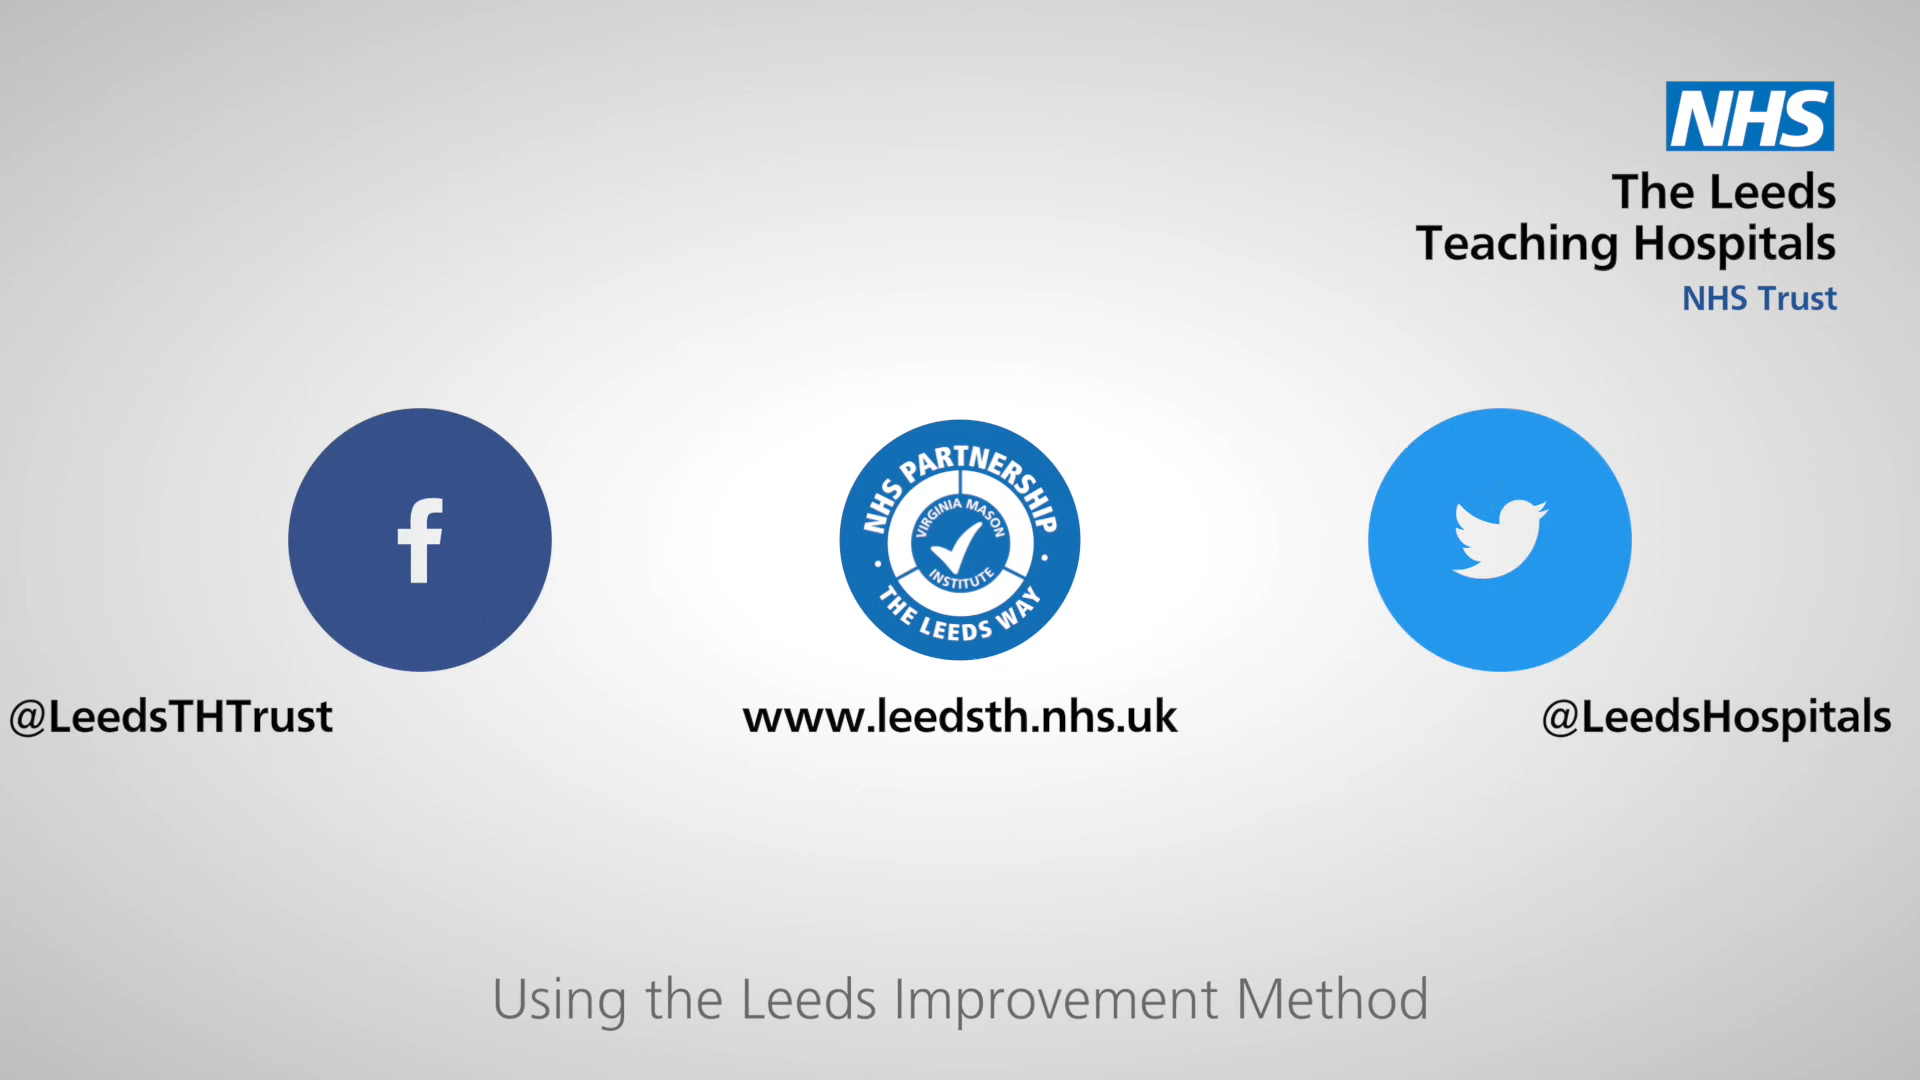 NHS
The Leeds
Teaching Hospitals
NHS Trust
f
NHS PARTNERSHIP
VIRGINIA MASON
INSTITUTE
• THE LEEDS WAY •
@LeedsTHTrust
www.leedsth.nhs.uk
@LeedsHospitals
Using the Leeds Improvement Method